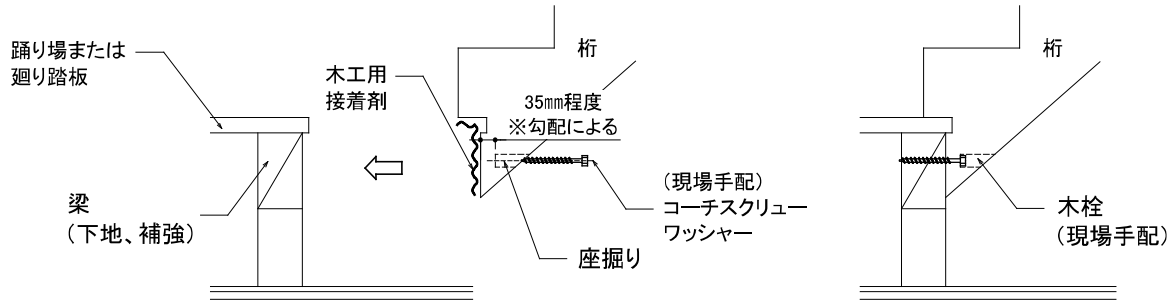 踊り場または
廻り踏板
梁
(下地、補強)
木工用
接着剤
桁
35㎜程度
※勾配による
(現場手配)
コーチスクリュー
ワッシャー
座掘り
桁
木栓
(現場手配)